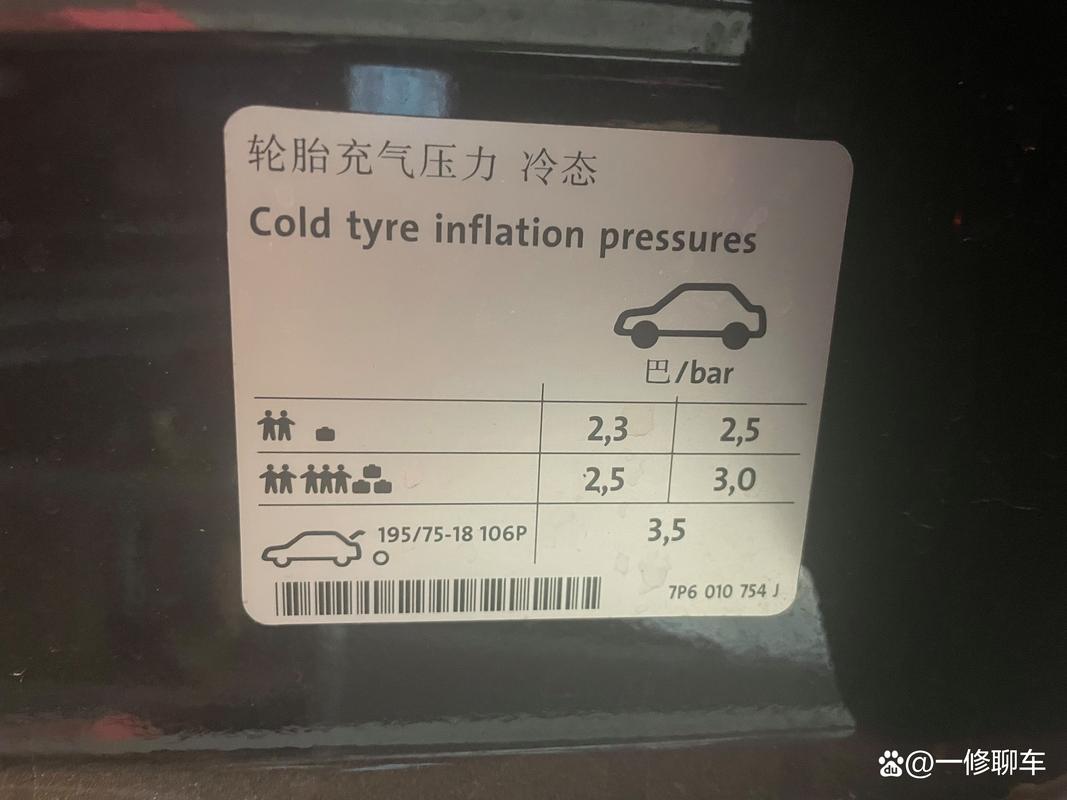 轮胎充气压力 冷态
Cold tyre inflation pressures
巴/bar
2,3 2,5
2,5 3,0
195/75-18 106P 3,5
7P6 010 754 J
du @一修聊车